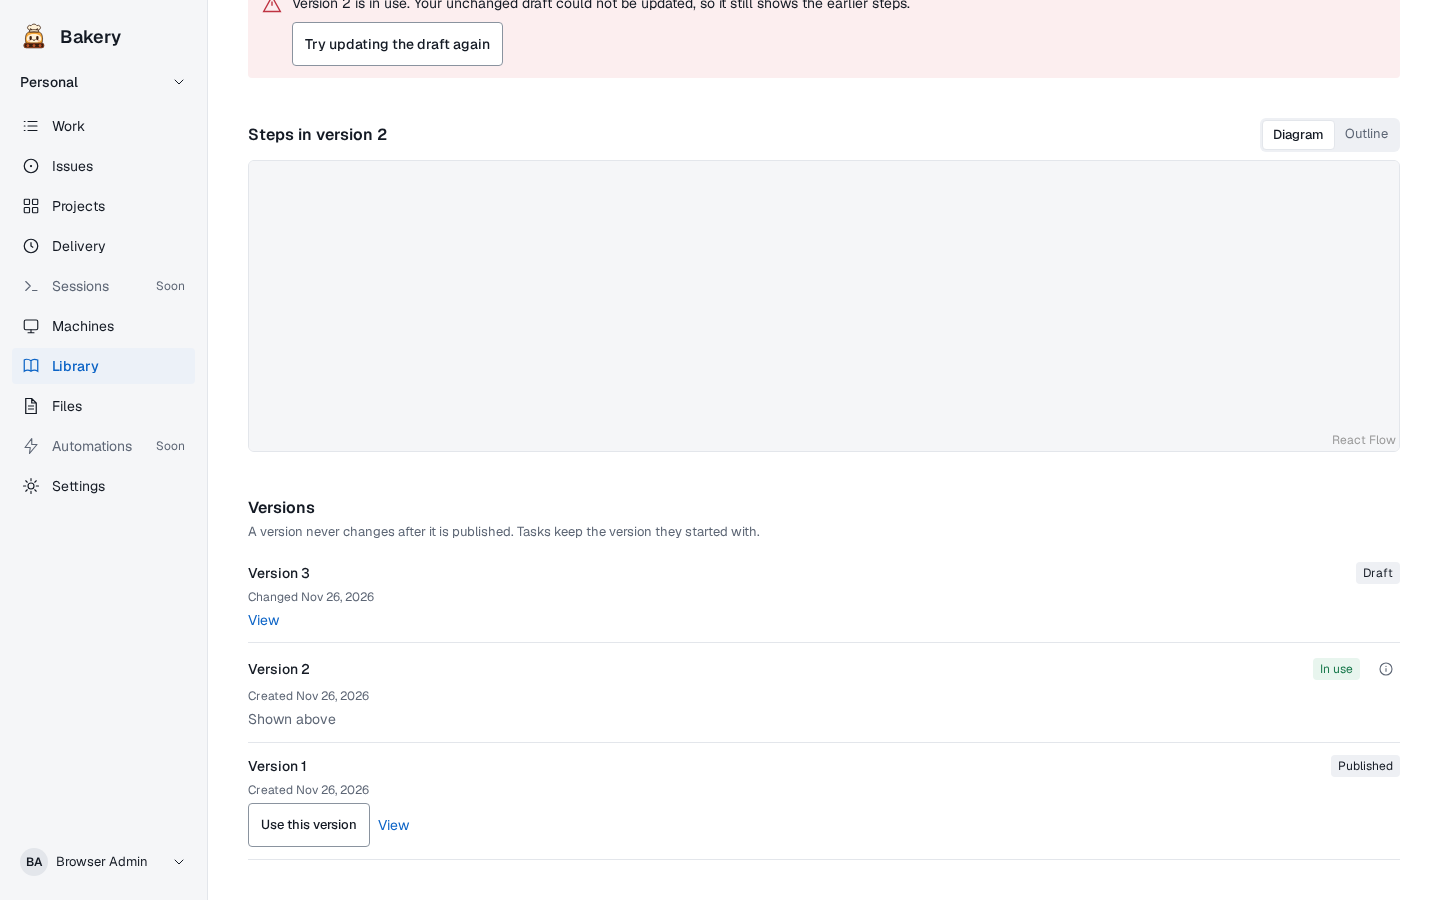 Bakery
Personal
Work
Issues
Projects
Delivery
Sessions Soon
Machines
Library
Files
Automations Soon
Settings
BA Browser Admin
Version 2 is in use. Your unchanged draft could not be updated, so it still shows the earlier steps.
Try updating the draft again
Steps in version 2
Diagram Outline
React Flow
Versions
A version never changes after it is published. Tasks keep the version they started with.
Version 3 Draft
Changed Nov 26, 2026
View
Version 2 In use
Created Nov 26, 2026
Shown above
Version 1 Published
Created Nov 26, 2026
Use this version View